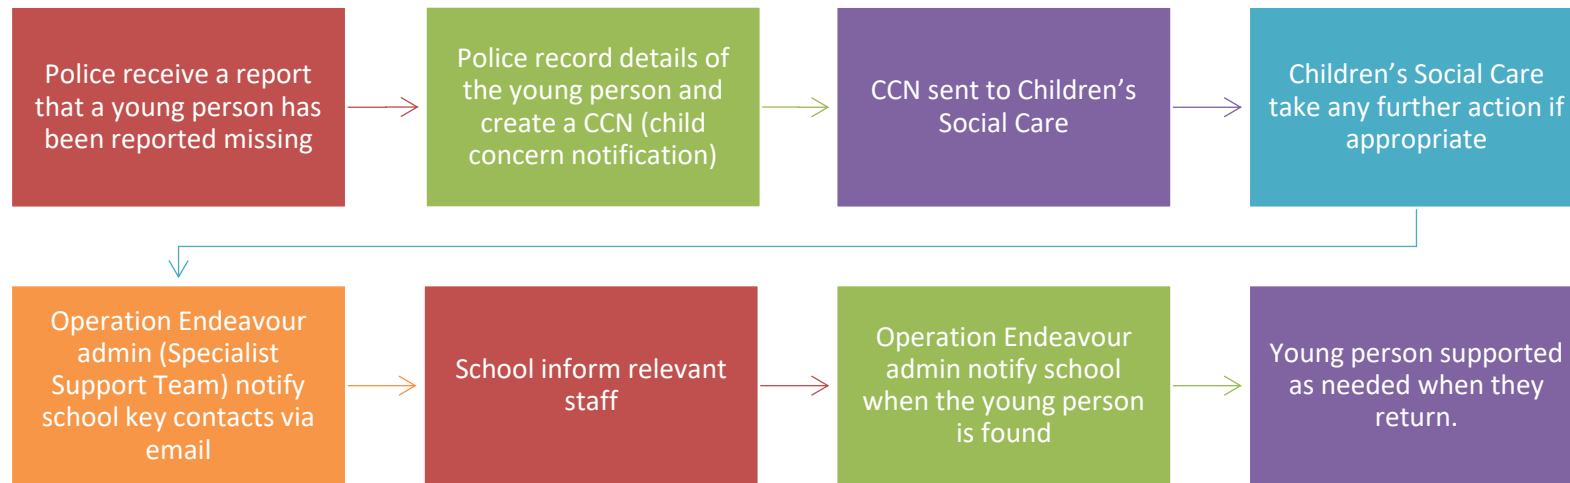 Police receive a report
that a young person has
been reported missing
Police record details of
the young person and
create a CCN (child
concern notification)
CCN sent to Children’s
Social Care
Children’s Social Care
take any further action if
appropriate
Operation Endeavour
admin (Specialist
Support Team) notify
school key contacts via
email
School inform relevant
staff
Operation Endeavour
admin notify school
when the young person
is found
Young person supported
as needed when they
return.